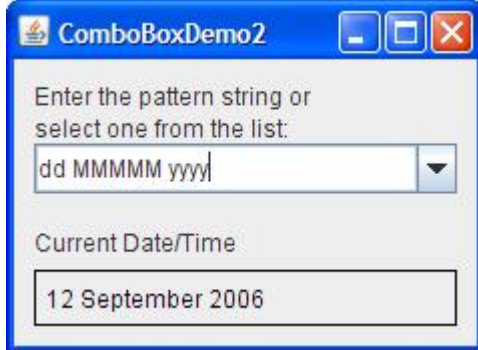 ComboBoxDemo2
Enter the pattern string or
select one from the list:
dd MMMMM yyyy
Current Date/Time
12 September 2006